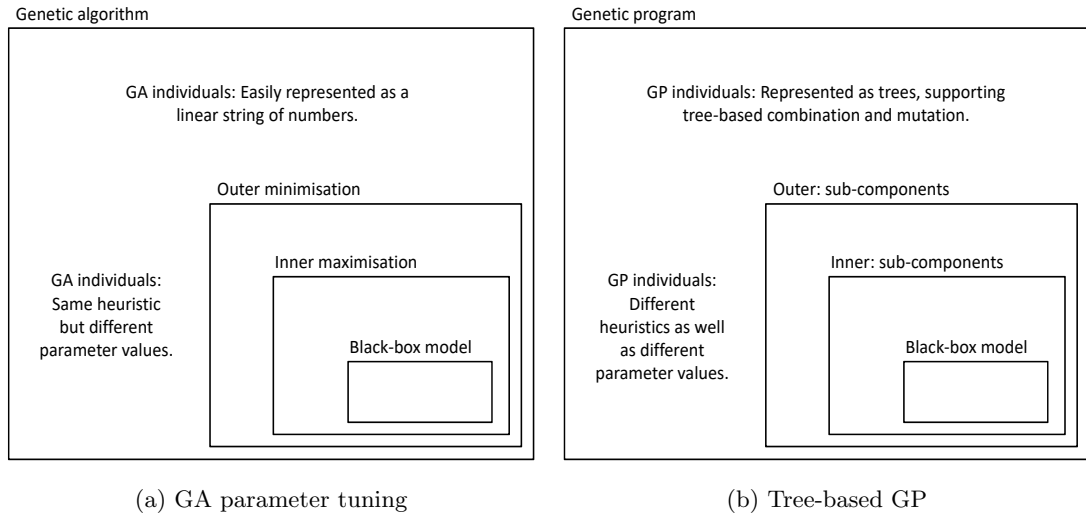 Genetic algorithm
GA individuals: Easily represented as a
linear string of numbers.
Outer minimisation
Inner maximisation
GA individuals:
Same heuristic
but different
parameter values.
Black-box model
(a) GA parameter tuning
Genetic program
GP individuals: Represented as trees, supporting
tree-based combination and mutation.
Outer: sub-components
Inner: sub-components
GP individuals:
Different
heuristics as well
as different
parameter values.
Black-box model
(b) Tree-based GP